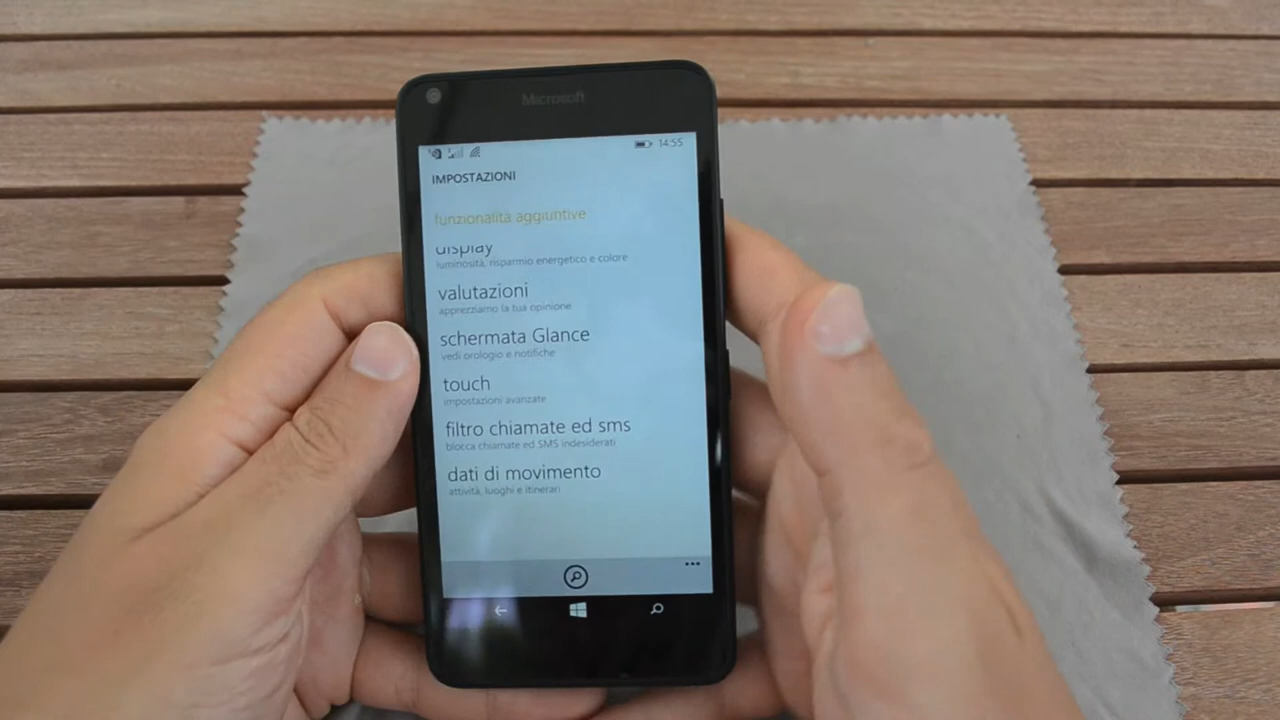 Microsoft
14:55
IMPOSTAZIONI
funzionalità aggiuntive
display
luminosità, risparmio energetico e colore
valutazioni
apprezziamo la tua opinione
schermata Glance
vedi orologio e notifiche
touch
impostazioni avanzate
filtro chiamate ed sms
blocca chiamate ed SMS indesiderati
dati di movimento
attività, luoghi e itinerari